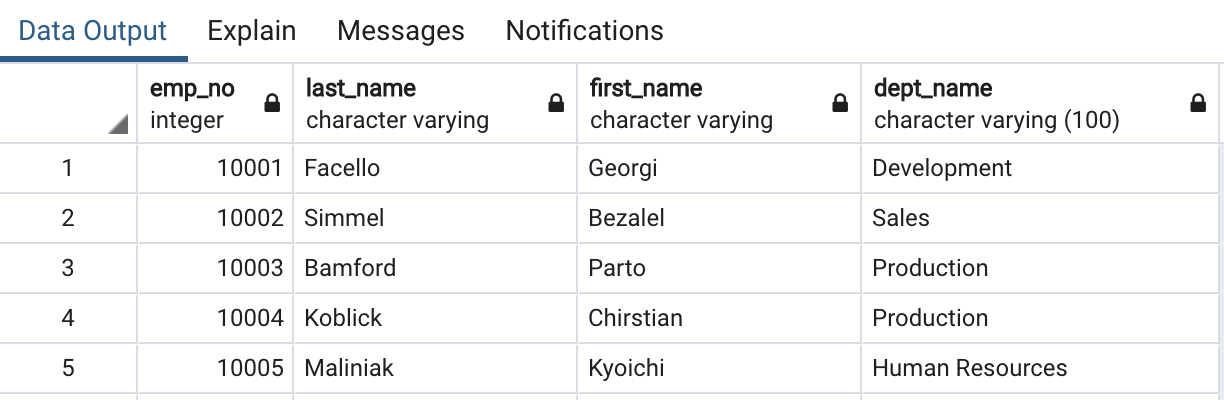 Data Output Explain Messages Notifications
emp_no last_name first_name dept_name
integer character varying character varying character varying (100)
1 10001 Facello Georgi Development
2 10002 Simmel Bezalel Sales
3 10003 Bamford Parto Production
4 10004 Koblick Chirstian Production
5 10005 Maliniak Kyoichi Human Resources